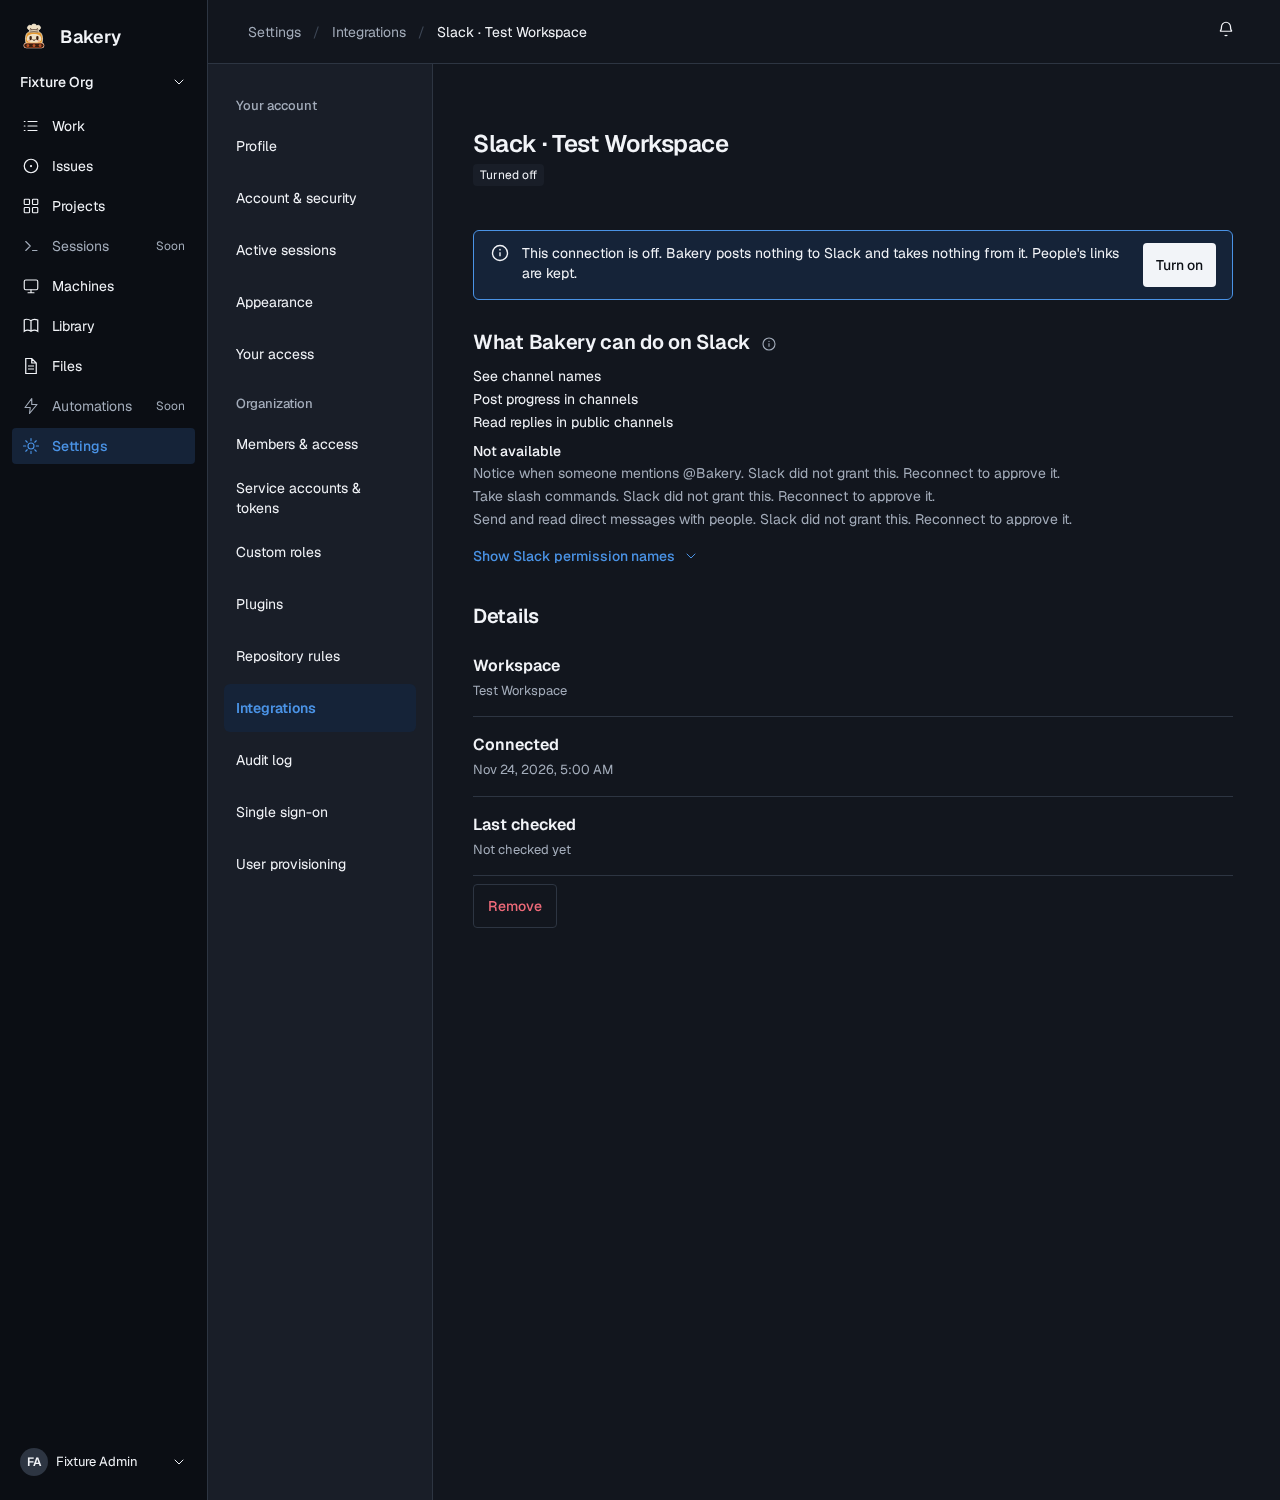 Bakery
Fixture Org
Work
Issues
Projects
Sessions Soon
Machines
Library
Files
Automations Soon
Settings
FA Fixture Admin
Settings / Integrations / Slack · Test Workspace
Your account
Profile
Account & security
Active sessions
Appearance
Your access
Organization
Members & access
Service accounts &
tokens
Custom roles
Plugins
Repository rules
Integrations
Audit log
Single sign-on
User provisioning
Slack · Test Workspace
Turned off
This connection is off. Bakery posts nothing to Slack and takes nothing from it. People's links
are kept.
Turn on
What Bakery can do on Slack
See channel names
Post progress in channels
Read replies in public channels
Not available
Notice when someone mentions @Bakery. Slack did not grant this. Reconnect to approve it.
Take slash commands. Slack did not grant this. Reconnect to approve it.
Send and read direct messages with people. Slack did not grant this. Reconnect to approve it.
Show Slack permission names
Details
Workspace
Test Workspace
Connected
Nov 24, 2026, 5:00 AM
Last checked
Not checked yet
Remove